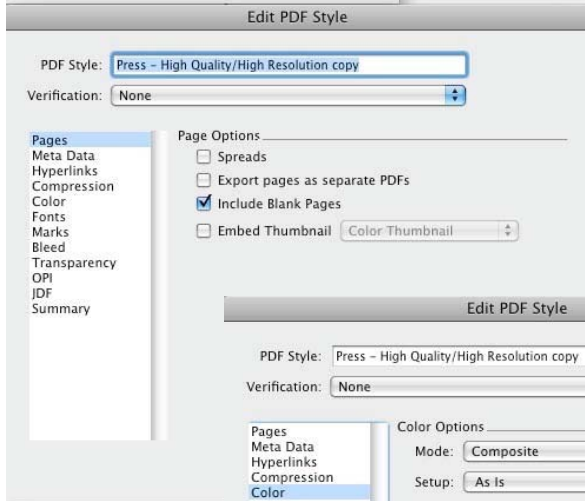 Edit PDF Style
PDF Style: Press – High Quality/High Resolution copy
Verification: None
Pages
Meta Data
Hyperlinks
Compression
Color
Fonts
Marks
Bleed
Transparency
OPI
JDF
Summary
Page Options
Spreads
Export pages as separate PDFs
Include Blank Pages
Embed Thumbnail Color Thumbnail
Edit PDF Style
PDF Style: Press – High Quality/High Resolution copy
Verification: None
Pages
Meta Data
Hyperlinks
Compression
Color
Color Options
Mode: Composite
Setup: As Is